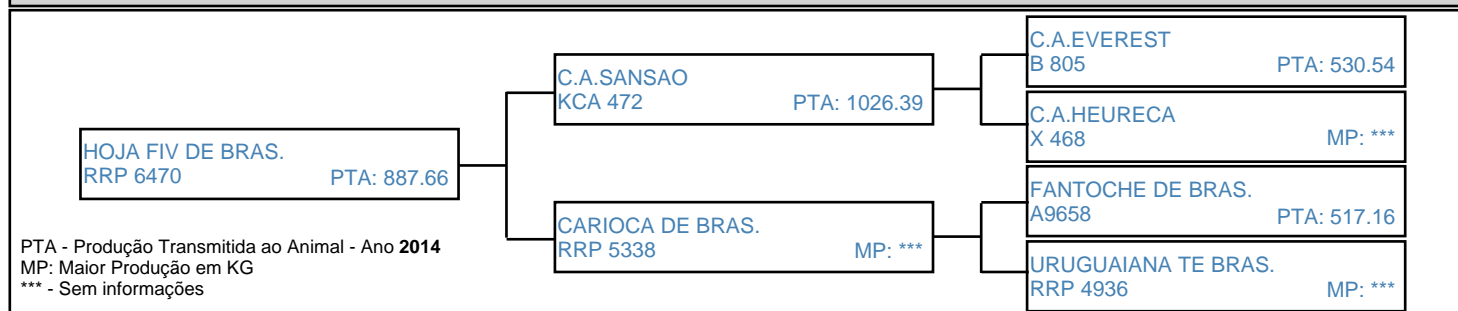 C.A.EVEREST
B 805 PTA: 530.54
C.A.SANSAO
KCA 472 PTA: 1026.39
C.A.HEURECA
X 468 MP: ***
HOJA FIV DE BRAS.
RRP 6470 PTA: 887.66
FANTOCHE DE BRAS.
A9658 PTA: 517.16
CARIOCA DE BRAS.
RRP 5338 MP: ***
URUGUAIANA TE BRAS.
RRP 4936 MP: ***
PTA - Produção Transmitida ao Animal - Ano 2014
MP: Maior Produção em KG
*** - Sem informações